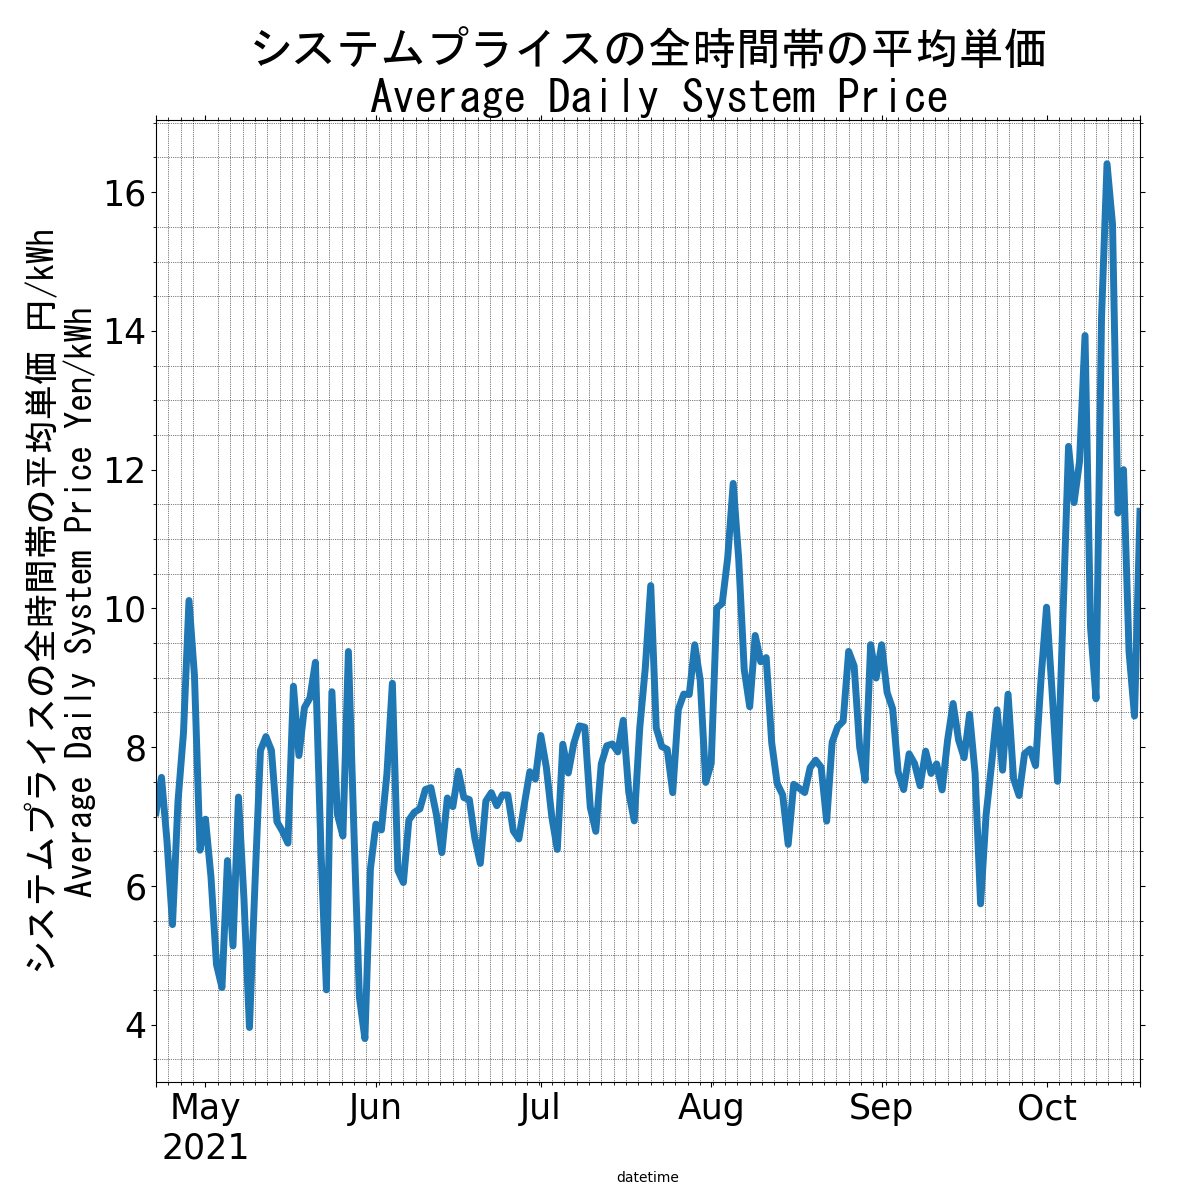 システムプライスの全時間帯の平均単価
Average Daily System Price
システムプライスの全時間帯の平均単価 円/kWh
Average Daily System Price Yen/kWh
16
14
12
10
8
6
4
May
2021
Jun
Jul
Aug
Sep
Oct
datetime